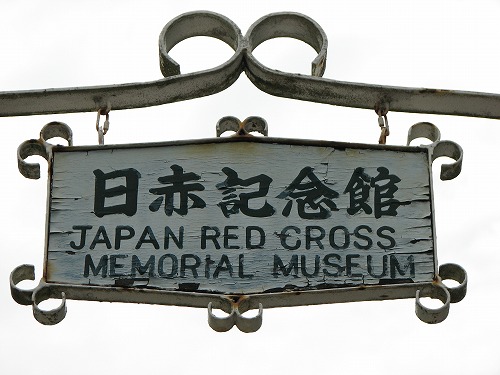 日赤記念館
JAPAN RED CROSS
MEMORIAL MUSEUM